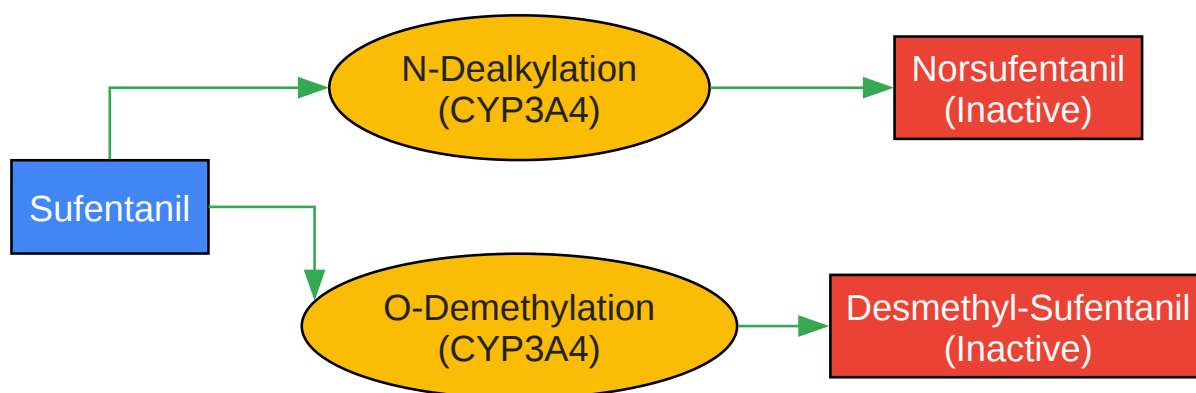 N-Dealkylation
(CYP3A4)
Norsufentanil
(Inactive)
Sufentanil
O-Demethylation
(CYP3A4)
Desmethyl-Sufentanil
(Inactive)